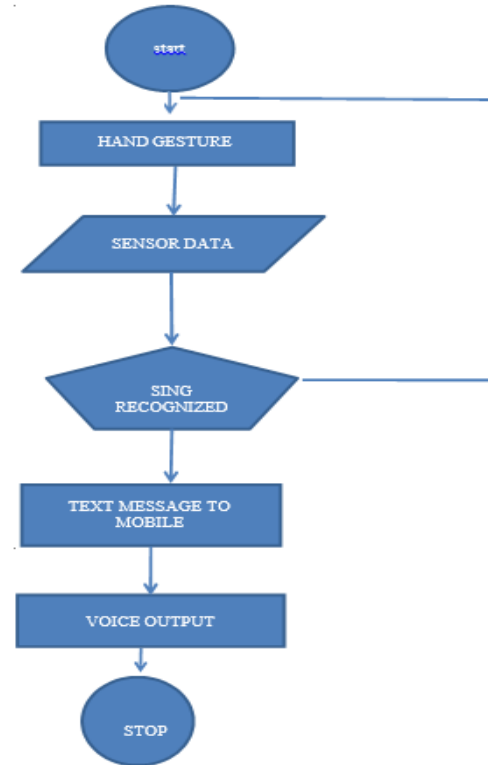 start
HAND GESTURE
SENSOR DATA
SING
RECOGNIZED
TEXT MESSAGE TO
MOBILE
VOICE OUTPUT
STOP